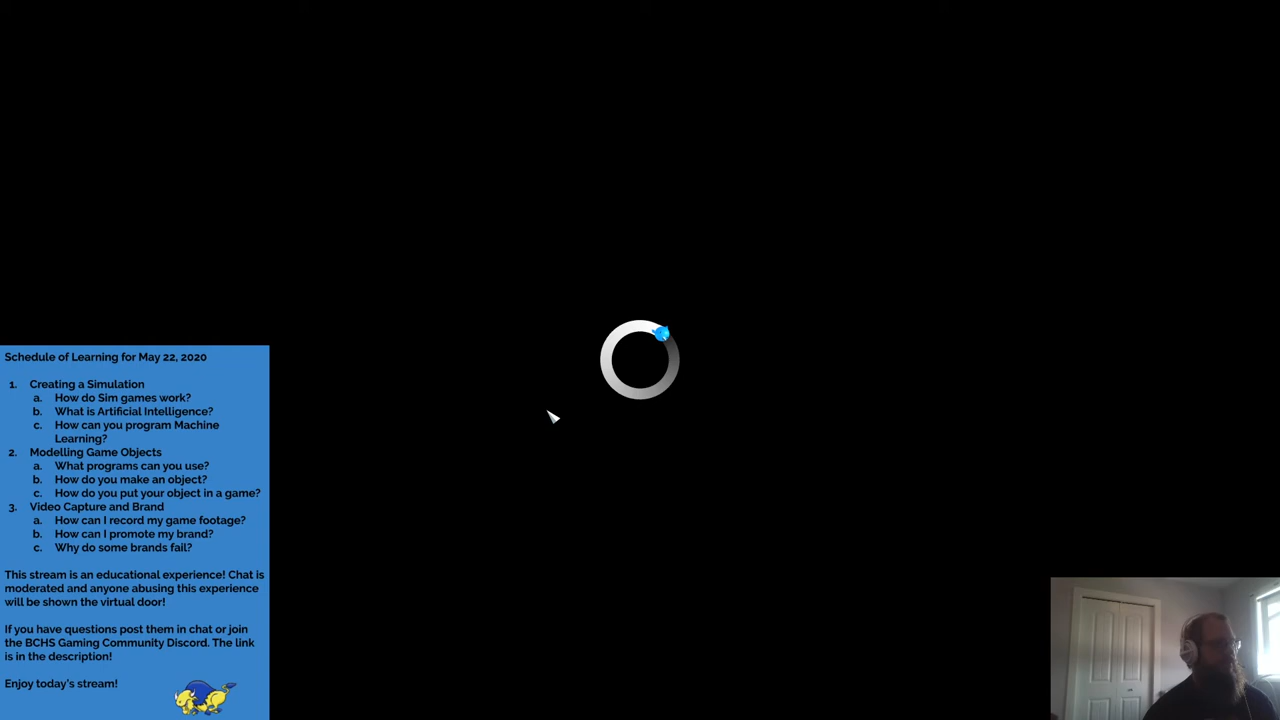 Schedule of Learning for May 22, 2020
1. Creating a Simulation
a. How do Sim games work?
b. What is Artificial Intelligence?
c. How can you program Machine
Learning?
2. Modelling Game Objects
a. What programs can you use?
b. How do you make an object?
c. How do you put your object in a game?
3. Video Capture and Brand
a. How can I record my game footage?
b. How can I promote my brand?
c. Why do some brands fail?
This stream is an educational experience! Chat is
moderated and anyone abusing this experience
will be shown the virtual door!
If you have questions post them in chat or join
the BCHS Gaming Community Discord. The link
is in the description!
Enjoy today's stream!